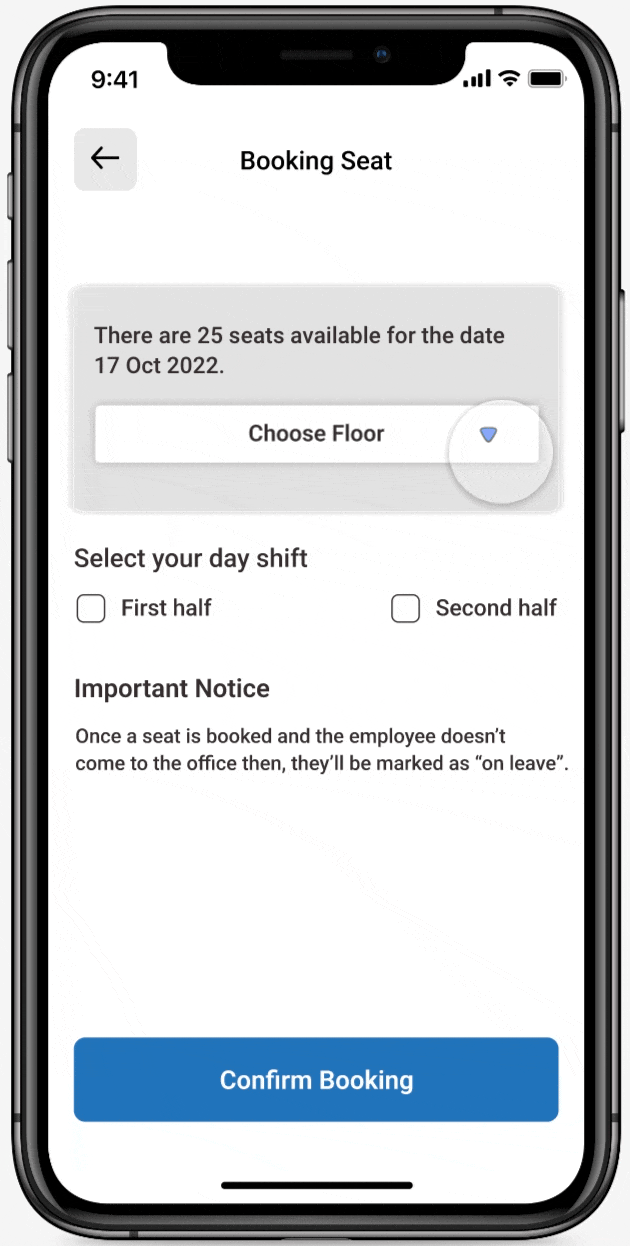 9:41
Booking Seat
There are 25 seats available for the date
17 Oct 2022.
Choose Floor
Select your day shift
First half
Second half
Important Notice
Once a seat is booked and the employee doesn’t
come to the office then, they’ll be marked as “on leave”.
Confirm Booking